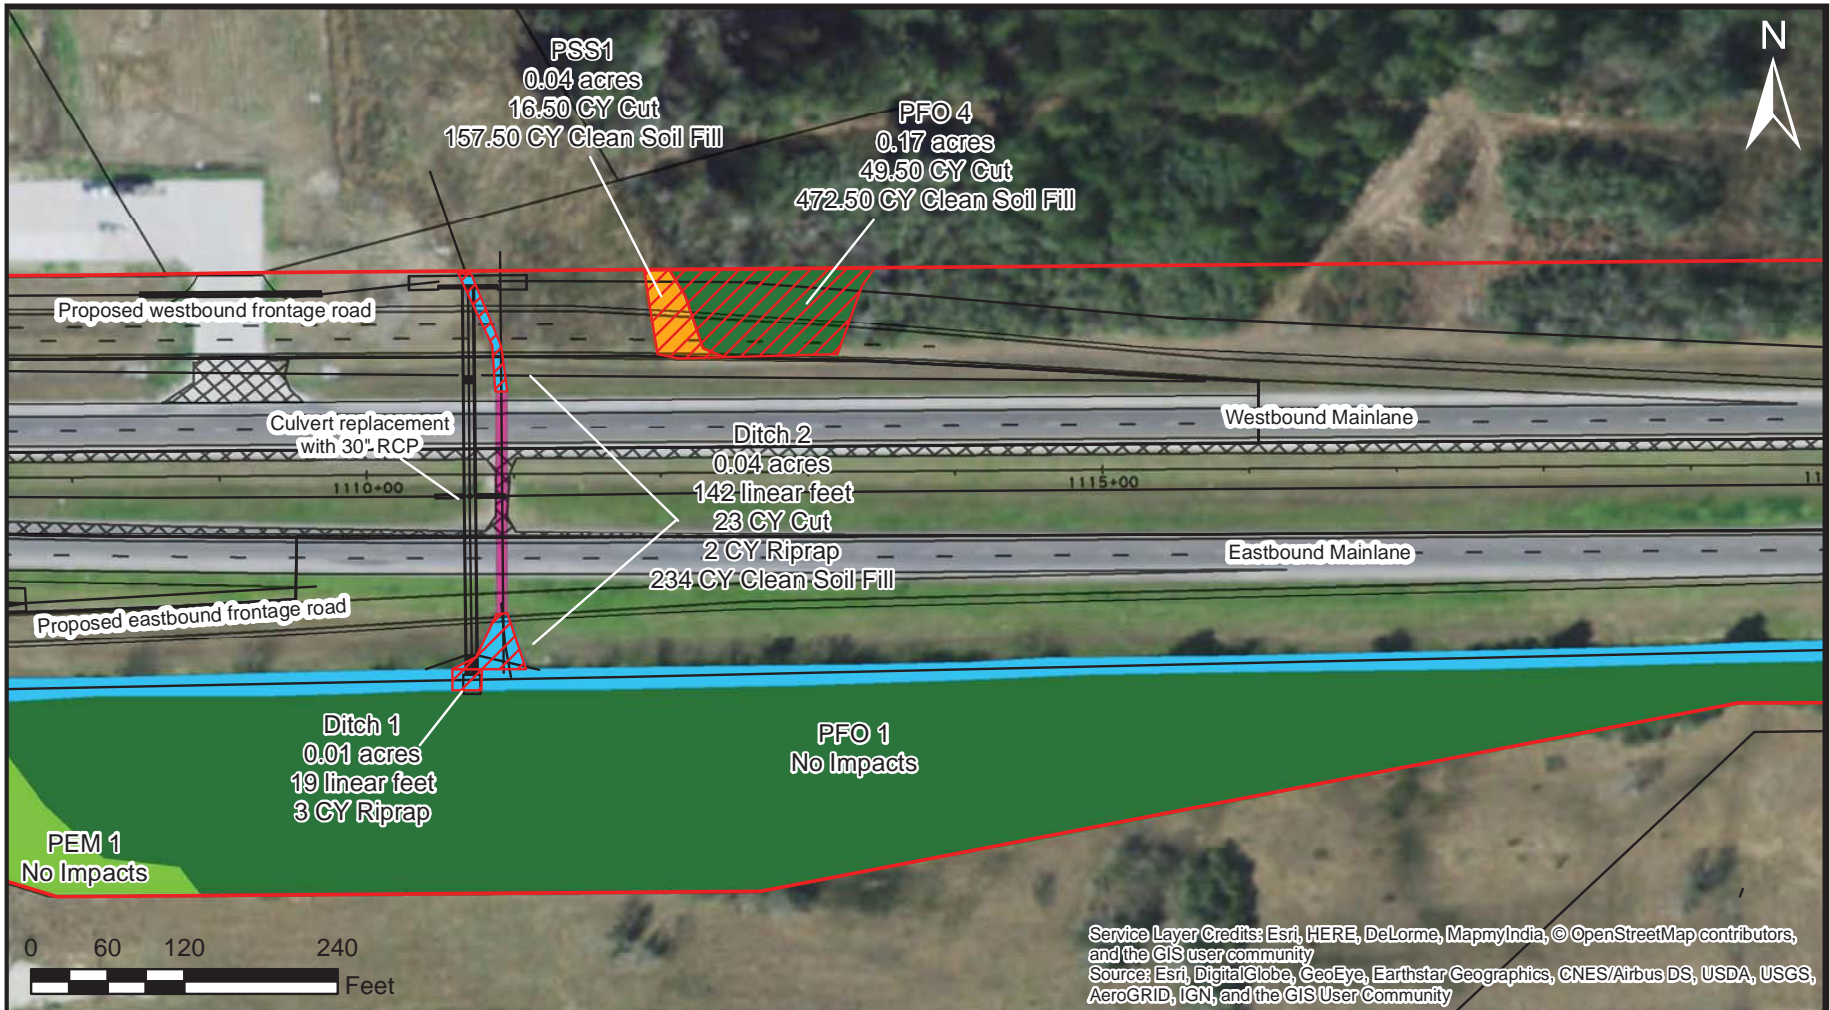 N
PSS1
0.04 acres
16.50 CY Cut
157.50 CY Clean Soil Fill
PFO 4
0.17 acres
49.50 CY Cut
472.50 CY Clean Soil Fill
Proposed westbound frontage road
Culvert replacement
with 30" RCP
Westbound Mainlane
Ditch 2
0.04 acres
142 linear feet
23 CY Cut
2 CY Riprap
234 CY Clean Soil Fill
1110+00
1115+00
11
Eastbound Mainlane
Proposed eastbound frontage road
Ditch 1
0.01 acres
19 linear feet
3 CY Riprap
PFO 1
No Impacts
PEM 1
No Impacts
0 60 120 240
Feet
Service Layer Credits: Esri, HERE, DeLorme, MapmyIndia, © OpenStreetMap contributors,
and the GIS user community
Source: Esri, DigitalGlobe, GeoEye, Earthstar Geographics, CNES/Airbus DS, USDA, USGS,
AeroGRID, IGN, and the GIS User Community